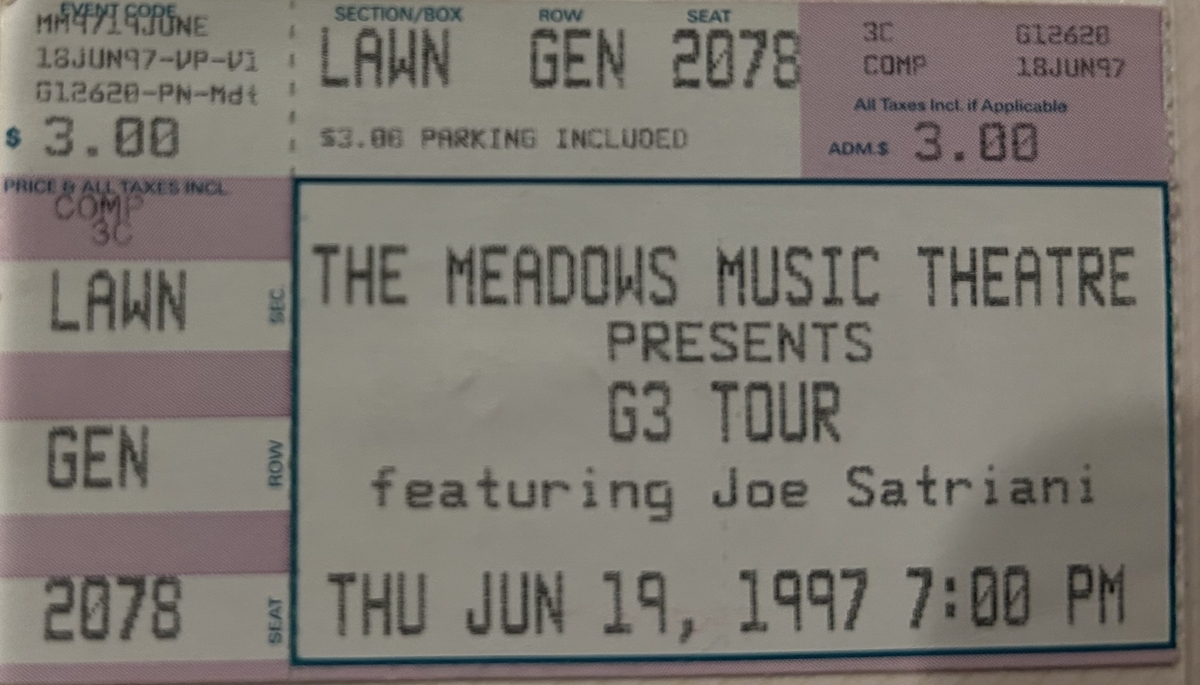 EVENT CODE
MM9719JUNE
18JUN97-VP-Vi
G12620-PN-Mdt
$ 3.00
PRICE & ALL TAXES INCL.
COMP
3C
LAWN SEC.
GEN ROW
2078 SEAT
SECTION/BOX ROW SEAT
LAWN GEN 2078
$3.00 PARKING INCLUDED
3C G12620
COMP 18JUN97
All Taxes Incl. if Applicable
ADM.$ 3.00
THE MEADOWS MUSIC THEATRE
PRESENTS
G3 TOUR
featuring Joe Satriani
THU JUN 19, 1997 7:00 PM